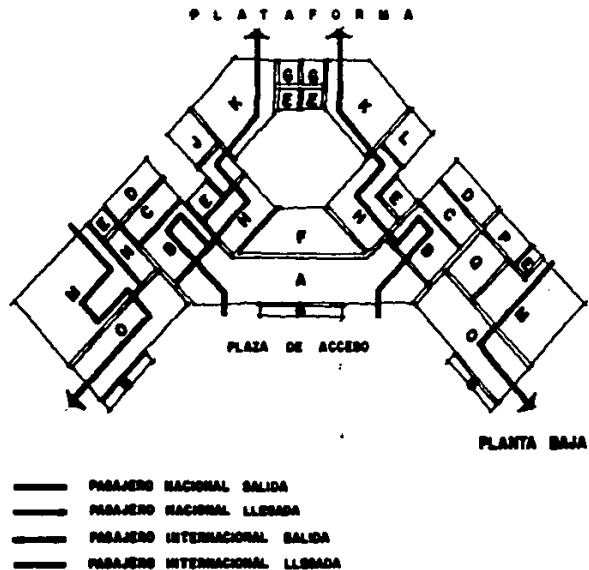 PLATAFORMA
G G
E E
K K
J L
D E D
C E H H E C P
E N B F B Q E
M A M
O O
PLAZA DE ACCESO
PLANTA BAJA
PASAJERO NACIONAL SALIDA
PASAJERO NACIONAL LLEGADA
PASAJERO INTERNACIONAL SALIDA
PASAJERO INTERNACIONAL LLEGADA